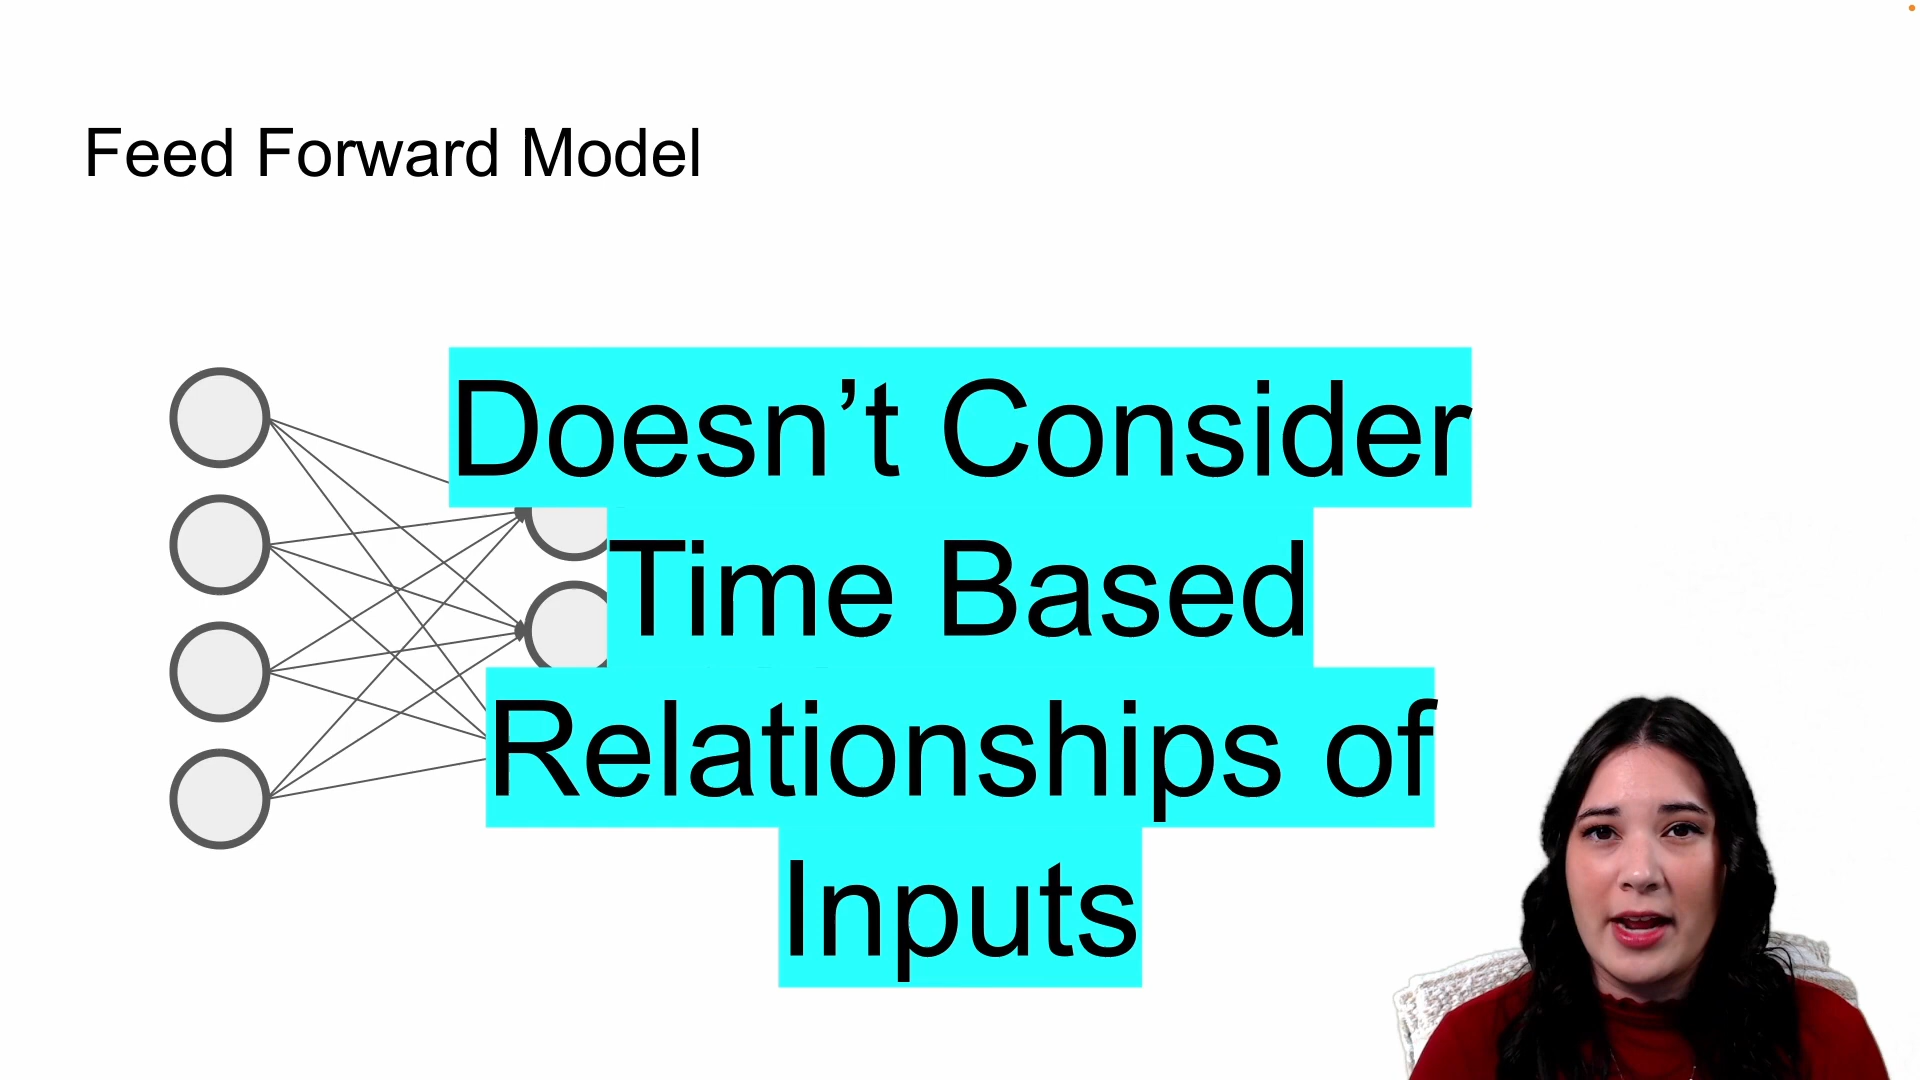 Feed Forward Model
Doesn’t Consider
Time Based
Relationships of
Inputs